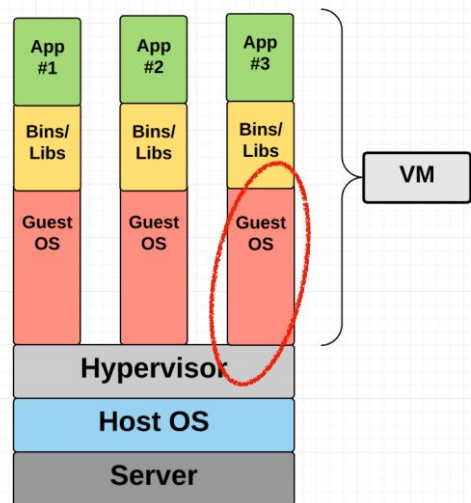 App
#1
App
#2
App
#3
Bins/
Libs
Bins/
Libs
Bins/
Libs
VM
Guest
OS
Guest
OS
Guest
OS
Hypervisor
Host OS
Server